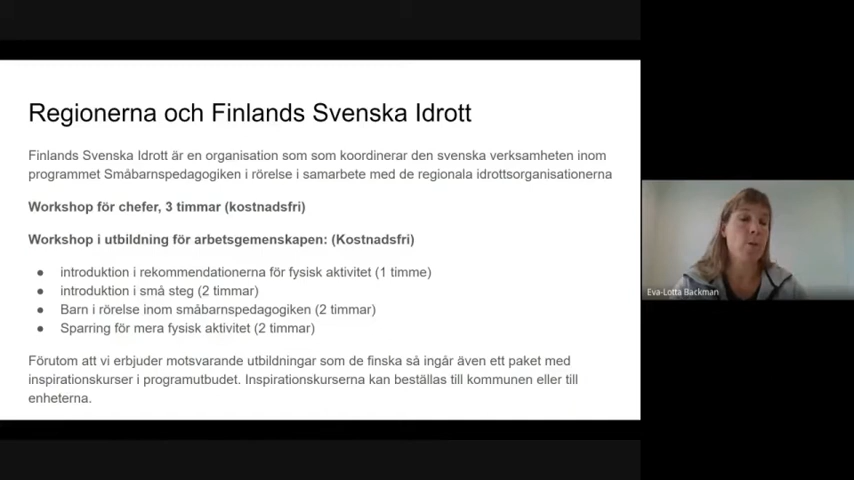 Regionerna och Finlands Svenska Idrott
Finlands Svenska Idrott är en organisation som som koordinerar den svenska verksamheten inom
programmet Småbarnspedagogiken i rörelse i samarbete med de regionala idrottsorganisationerna
Workshop för chefer, 3 timmar (kostnadsfri)
Workshop i utbildning för arbetsgemenskapen: (Kostnadsfri)
● introduktion i rekommendationerna för fysisk aktivitet (1 timme)
● introduktion i små steg (2 timmar)
● Barn i rörelse inom småbarnspedagogiken (2 timmar)
● Sparring för mera fysisk aktivitet (2 timmar)
Förutom att vi erbjuder motsvarande utbildningar som de finska så ingår även ett paket med
inspirationskurser i programutbudet. Inspirationskurserna kan beställas till kommunen eller till
enheterna.
Eva-Lotta Backman